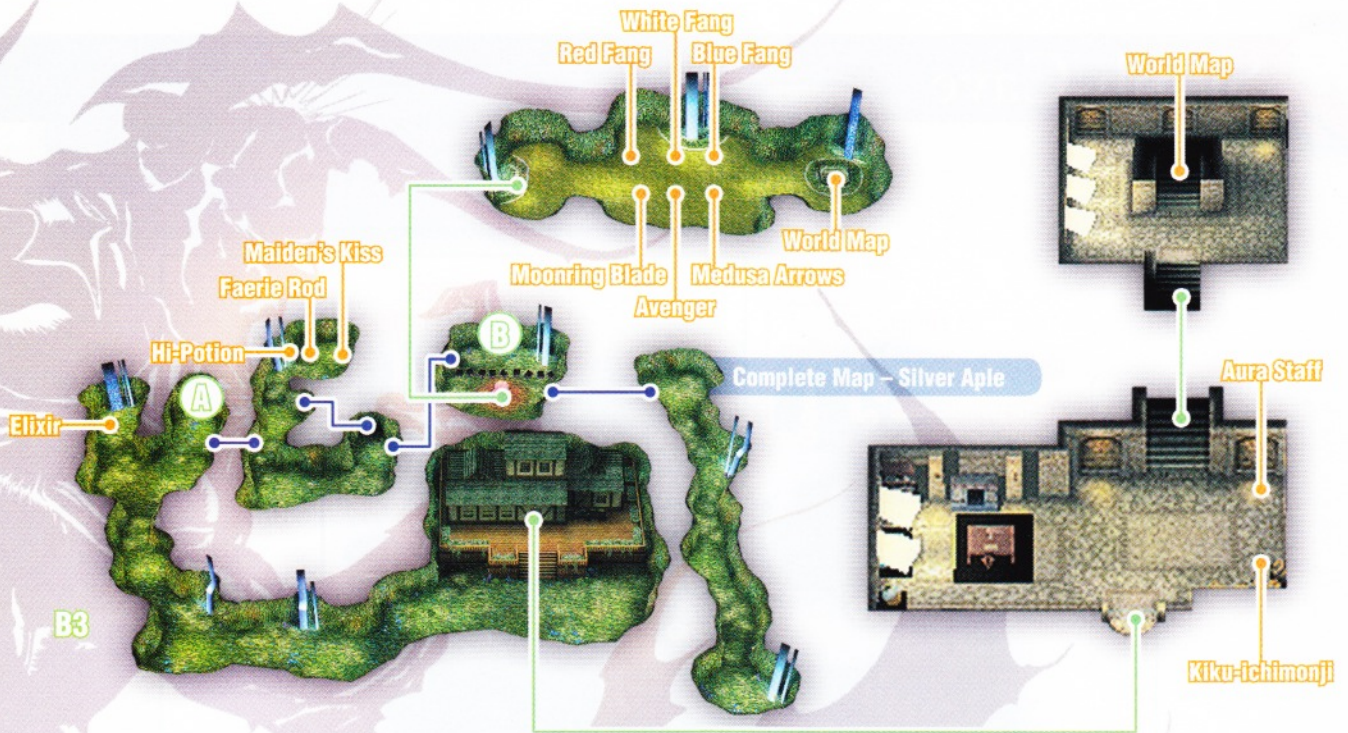 White Fang
Red Fang
Blue Fang
World Map
Moonring Blade
Medusa Arrows
Avenger
World Map
Maiden's Kiss
Faerie Rod
Hi-Potion
A
B
Complete Map – Silver Aple
Elixir
Aura Staff
B3
Kiku-ichimonji